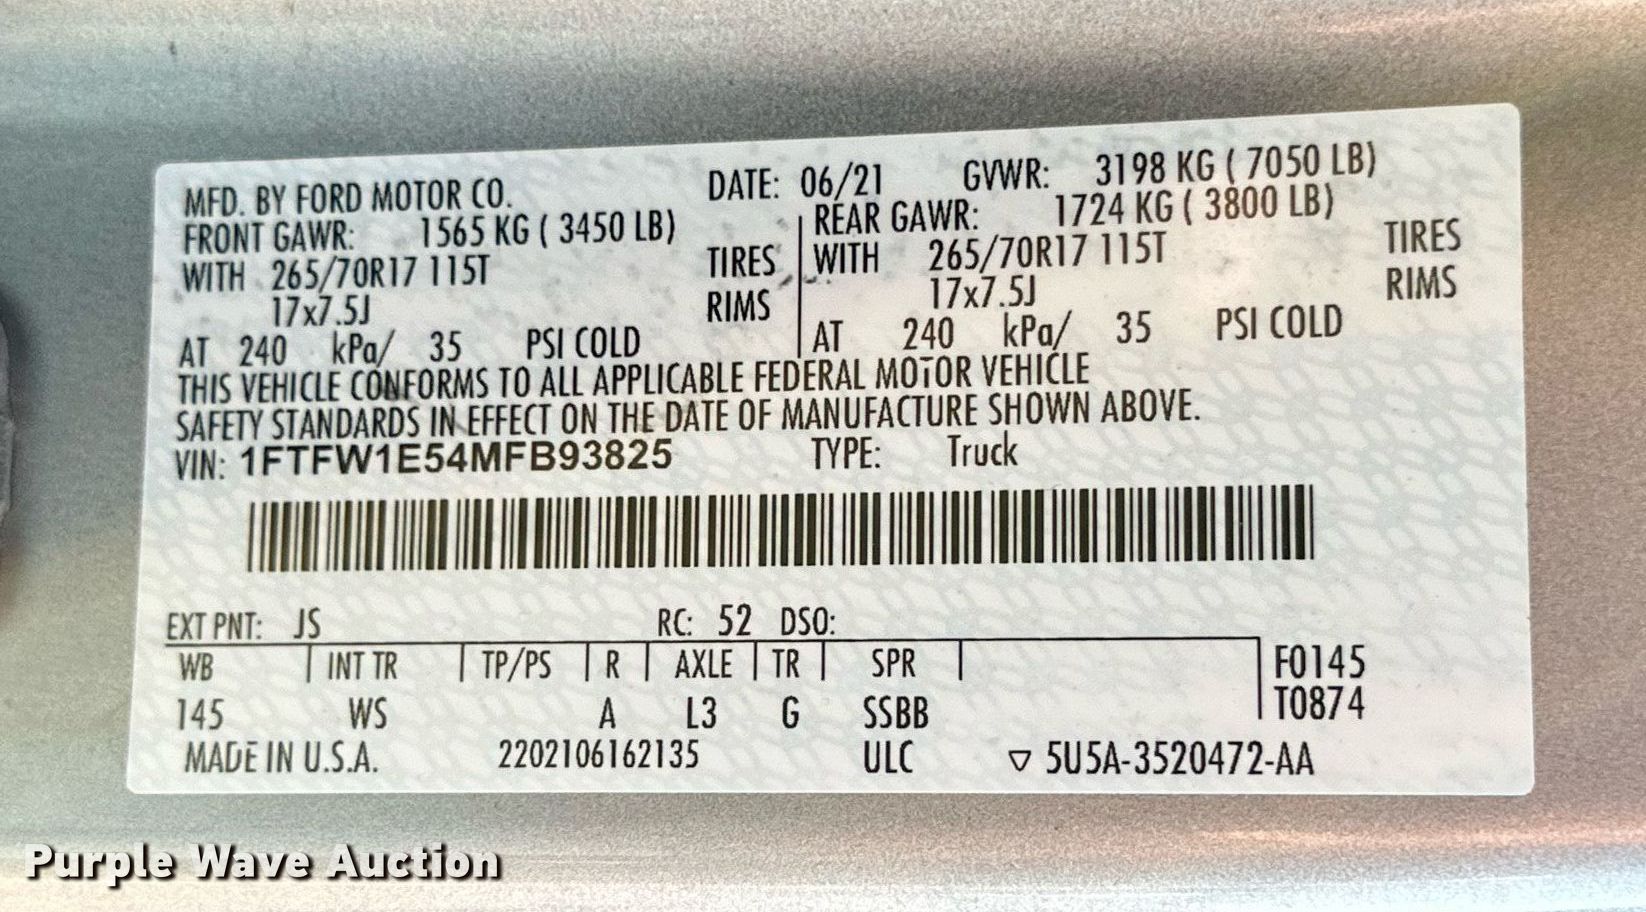 MFD. BY FORD MOTOR CO. DATE: 06/21 GVWR: 3198 KG ( 7050 LB)
FRONT GAWR: 1565 KG ( 3450 LB) REAR GAWR: 1724 KG ( 3800 LB)
WITH 265/70R17 115T TIRES WITH 265/70R17 115T TIRES
17x7.5J RIMS 17x7.5J RIMS
AT 240 kPa/ 35 PSI COLD AT 240 kPa/ 35 PSI COLD
THIS VEHICLE CONFORMS TO ALL APPLICABLE FEDERAL MOTOR VEHICLE
SAFETY STANDARDS IN EFFECT ON THE DATE OF MANUFACTURE SHOWN ABOVE.
VIN: 1FTFW1E54MFB93825 TYPE: Truck
EXT PNT: JS RC: 52 DSO:
WB INT TR TP/PS R AXLE TR SPR F0145
145 WS A L3 G SSBB T0874
MADE IN U.S.A. 2202106162135 ULC ▽ 5U5A-3520472-AA
Purple Wave Auction